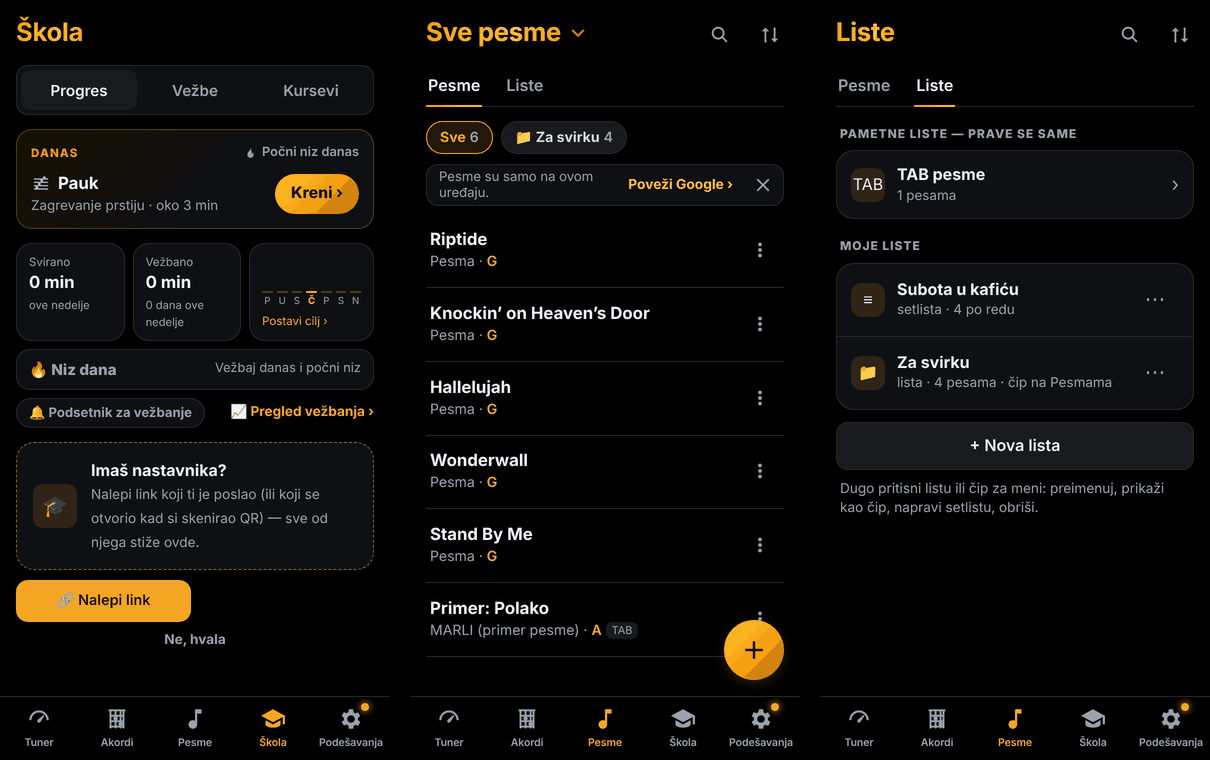 Škola
Progres
Vežbe
Kursevi
DANAS
Počni niz danas
Pauk
Zagrevanje prstiju · oko 3 min
Kreni ›
Svirano
0 min
ove nedelje
Vežbano
0 min
0 dana ove
nedelje
P U S Č P S N
Postavi cilj ›
Niz dana
Vežbaj danas i počni niz
Podsetnik za vežbanje
Pregled vežbanja ›
Imaš nastavnika?
Nalepi link koji ti je poslao (ili koji se
otvorio kad si skenirao QR) — sve od
njega stiže ovde.
Nalepi link
Ne, hvala
Tuner
Akordi
Pesme
Škola
Podešavanja
Sve pesme
Pesme
Liste
Sve 6
Za svirku 4
Pesme su samo na ovom
uređaju.
Poveži Google ›
Riptide
Pesma · G
Knockin’ on Heaven’s Door
Pesma · G
Hallelujah
Pesma · G
Wonderwall
Pesma · G
Stand By Me
Pesma · G
Primer: Polako
MARLI (primer pesme) · A TAB
Tuner
Akordi
Pesme
Škola
Podešavanja
Liste
Pesme
Liste
PAMETNE LISTE — PRAVE SE SAME
TAB
TAB pesme
1 pesama
MOJE LISTE
Subota u kafiću
setlista · 4 po redu
Za svirku
lista · 4 pesama · čip na Pesmama
+ Nova lista
Dugo pritisni listu ili čip za meni: preimenuj, prikaži
kao čip, napravi setlistu, obriši.
Tuner
Akordi
Pesme
Škola
Podešavanja